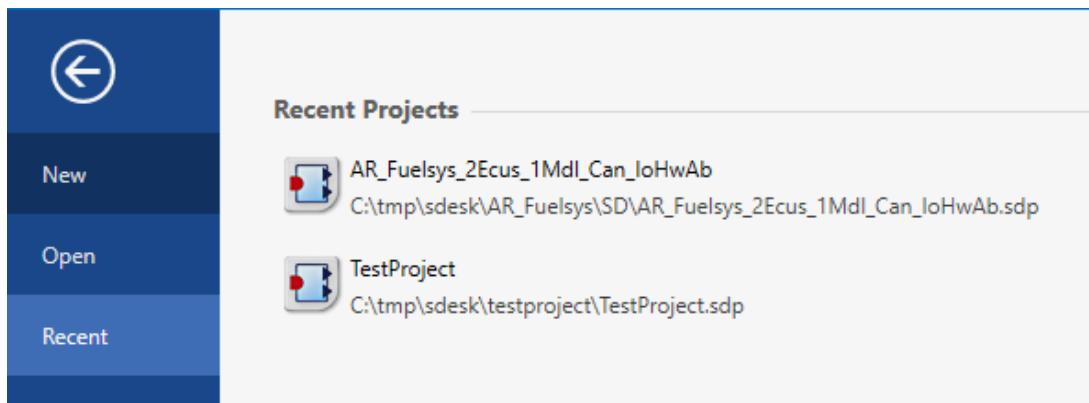 New
Open
Recent
Recent Projects
AR_Fuelsys_2Ecus_1Mdl_Can_IoHwAb
C:\tmp\sdesk\AR_Fuelsys\SD\AR_Fuelsys_2Ecus_1Mdl_Can_IoHwAb.sdp
TestProject
C:\tmp\sdesk\testproject\TestProject.sdp